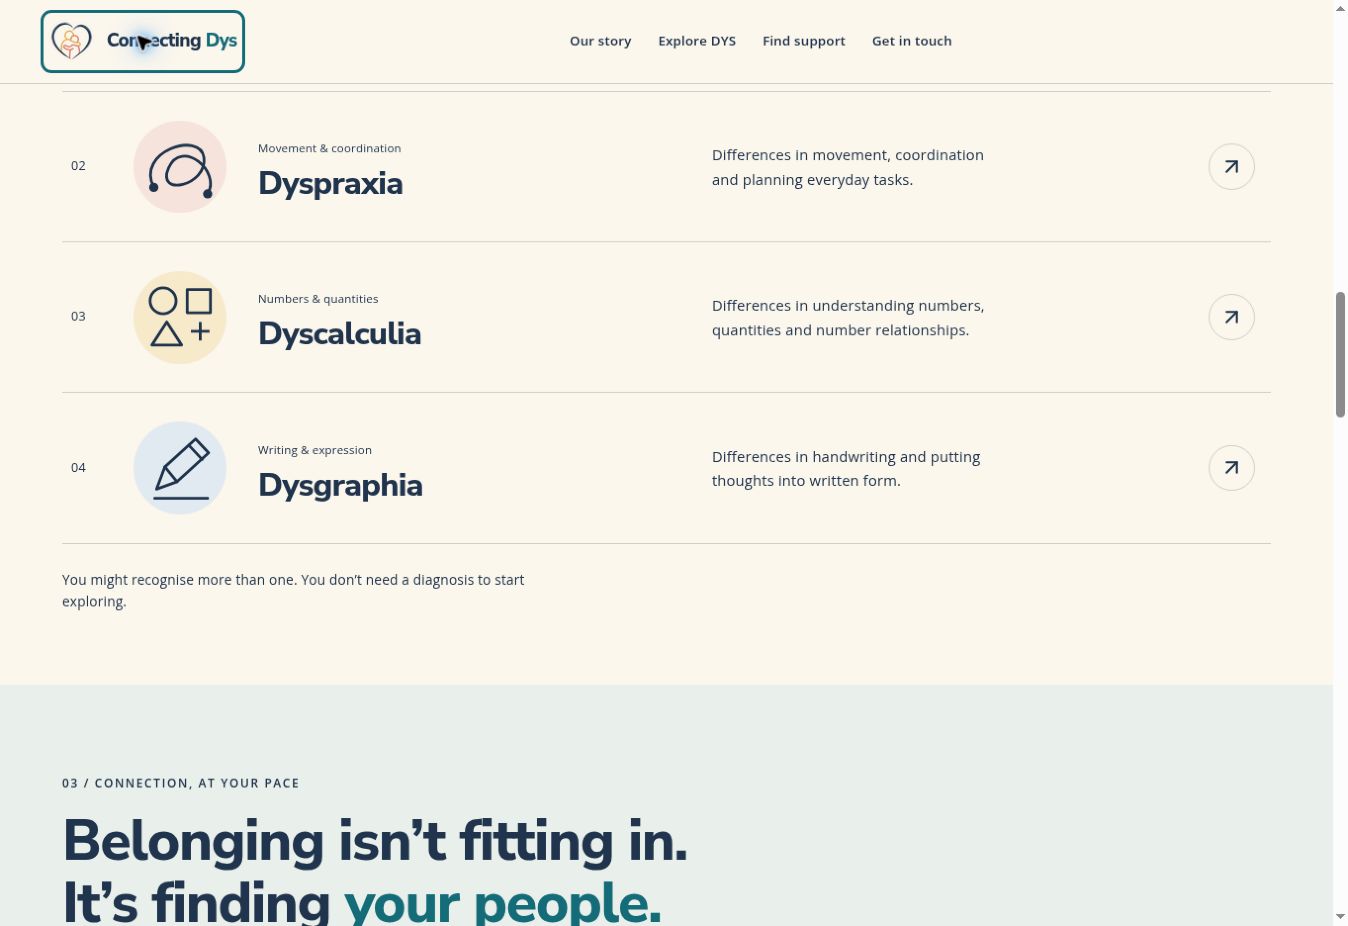 Connecting Dys
Our story
Explore DYS
Find support
Get in touch
02
Movement & coordination
Dyspraxia
Differences in movement, coordination
and planning everyday tasks.
03
Numbers & quantities
Dyscalculia
Differences in understanding numbers,
quantities and number relationships.
04
Writing & expression
Dysgraphia
Differences in handwriting and putting
thoughts into written form.
You might recognise more than one. You don't need a diagnosis to start
exploring.
03 / CONNECTION, AT YOUR PACE
Belonging isn’t fitting in.
It’s finding your people.